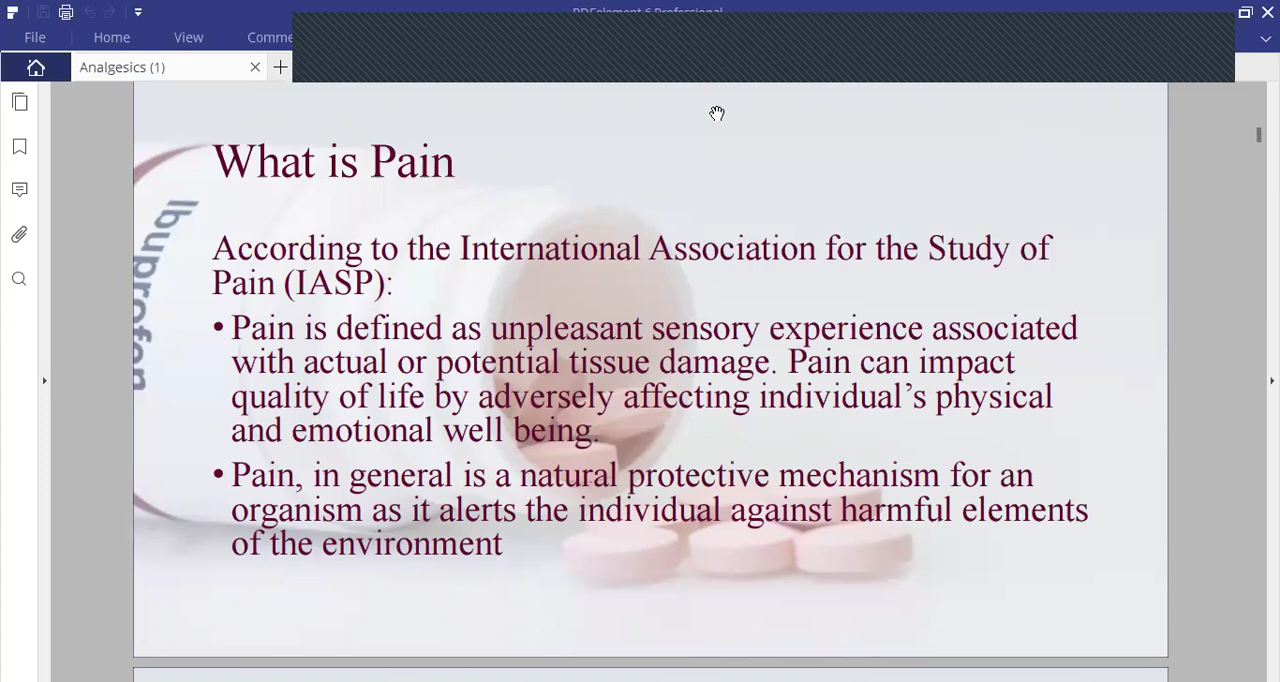 PDFelement 6 Professional
File Home View Comme
Analgesics (1)
What is Pain
According to the International Association for the Study of
Pain (IASP):
• Pain is defined as unpleasant sensory experience associated
with actual or potential tissue damage. Pain can impact
quality of life by adversely affecting individual’s physical
and emotional well being.
• Pain, in general is a natural protective mechanism for an
organism as it alerts the individual against harmful elements
of the environment
Ibuprofen